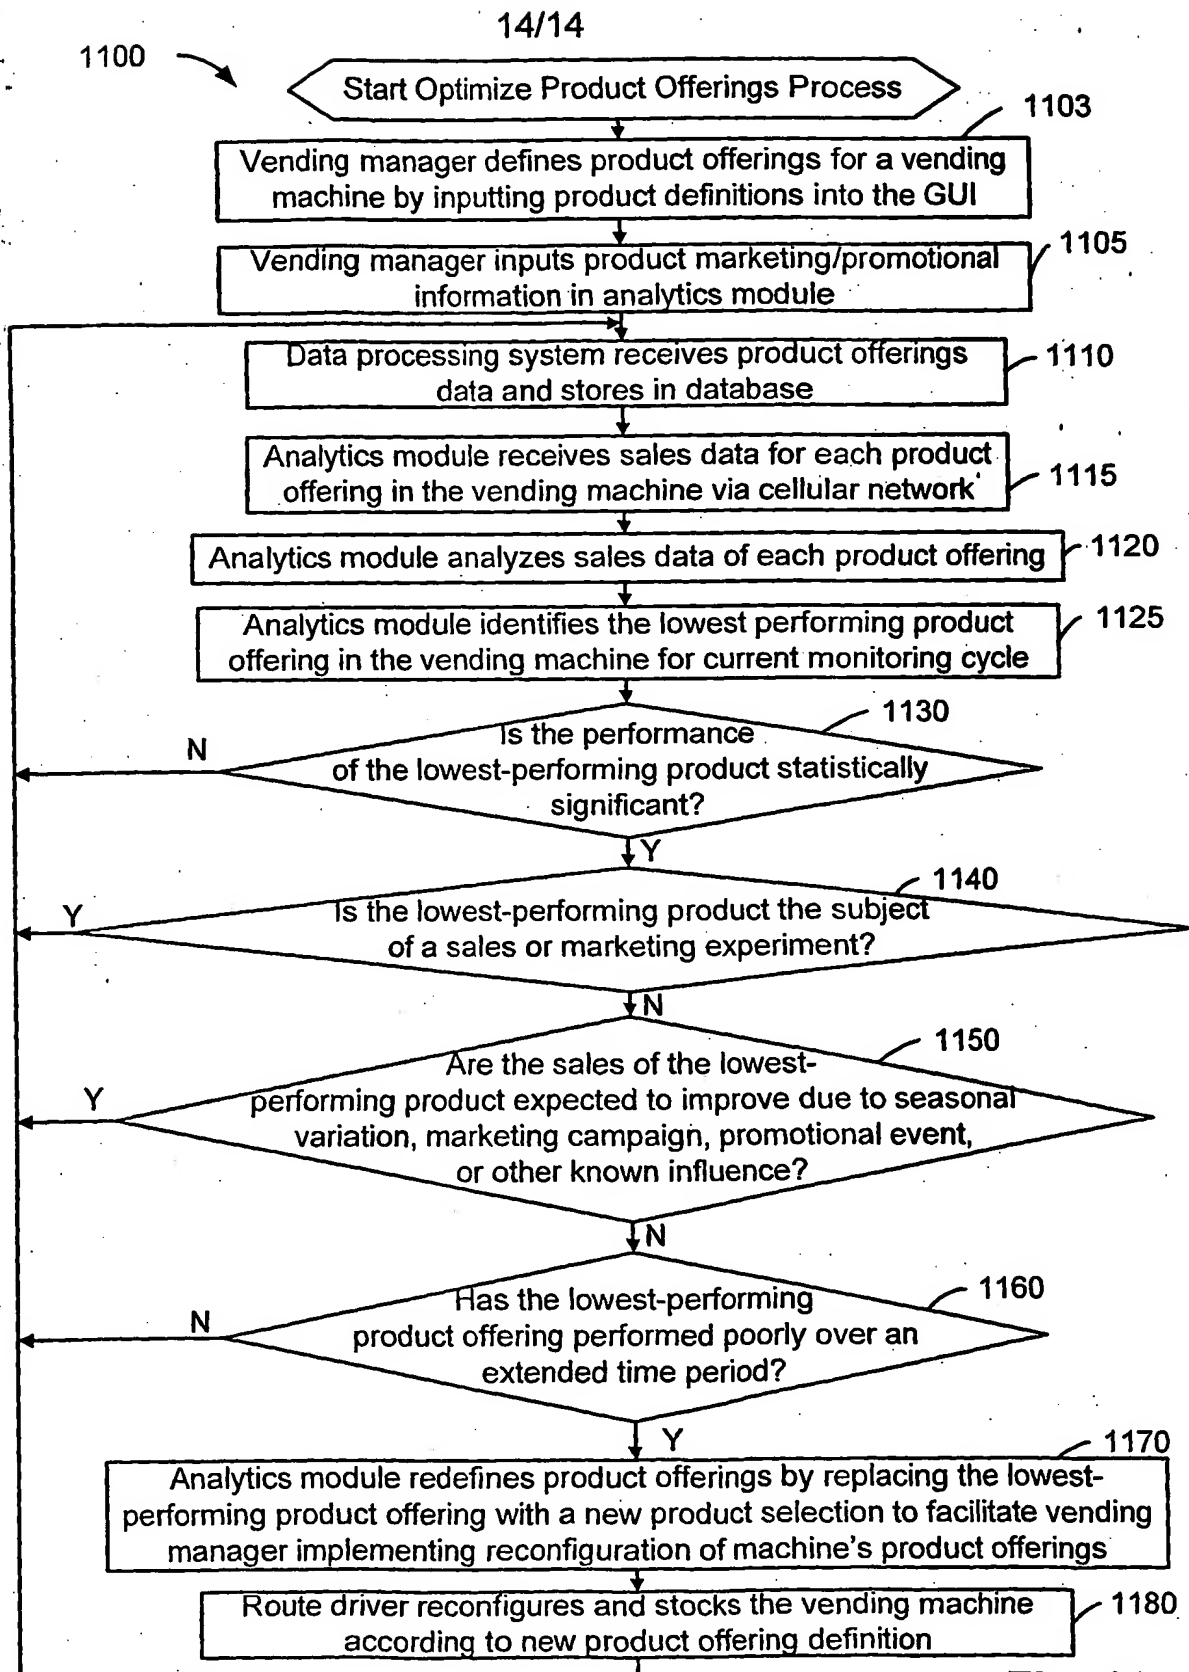 14/14
1100
Start Optimize Product Offerings Process
1103
Vending manager defines product offerings for a vending
machine by inputting product definitions into the GUI
1105
Vending manager inputs product marketing/promotional
information in analytics module
Data processing system receives product offerings
data and stores in database
1110
Analytics module receives sales data for each product
offering in the vending machine via cellular network
1115
Analytics module analyzes sales data of each product offering
1120
Analytics module identifies the lowest performing product
offering in the vending machine for current monitoring cycle
1125
1130
N
Is the performance
of the lowest-performing product statistically
significant?
Y
1140
Y
Is the lowest-performing product the subject
of a sales or marketing experiment?
N
1150
Y
Are the sales of the lowest-
performing product expected to improve due to seasonal
variation, marketing campaign, promotional event,
or other known influence?
N
1160
N
Has the lowest-performing
product offering performed poorly over an
extended time period?
Y
1170
Analytics module redefines product offerings by replacing the lowest-
performing product offering with a new product selection to facilitate vending
manager implementing reconfiguration of machine's product offerings
Route driver reconfigures and stocks the vending machine
according to new product offering definition
1180